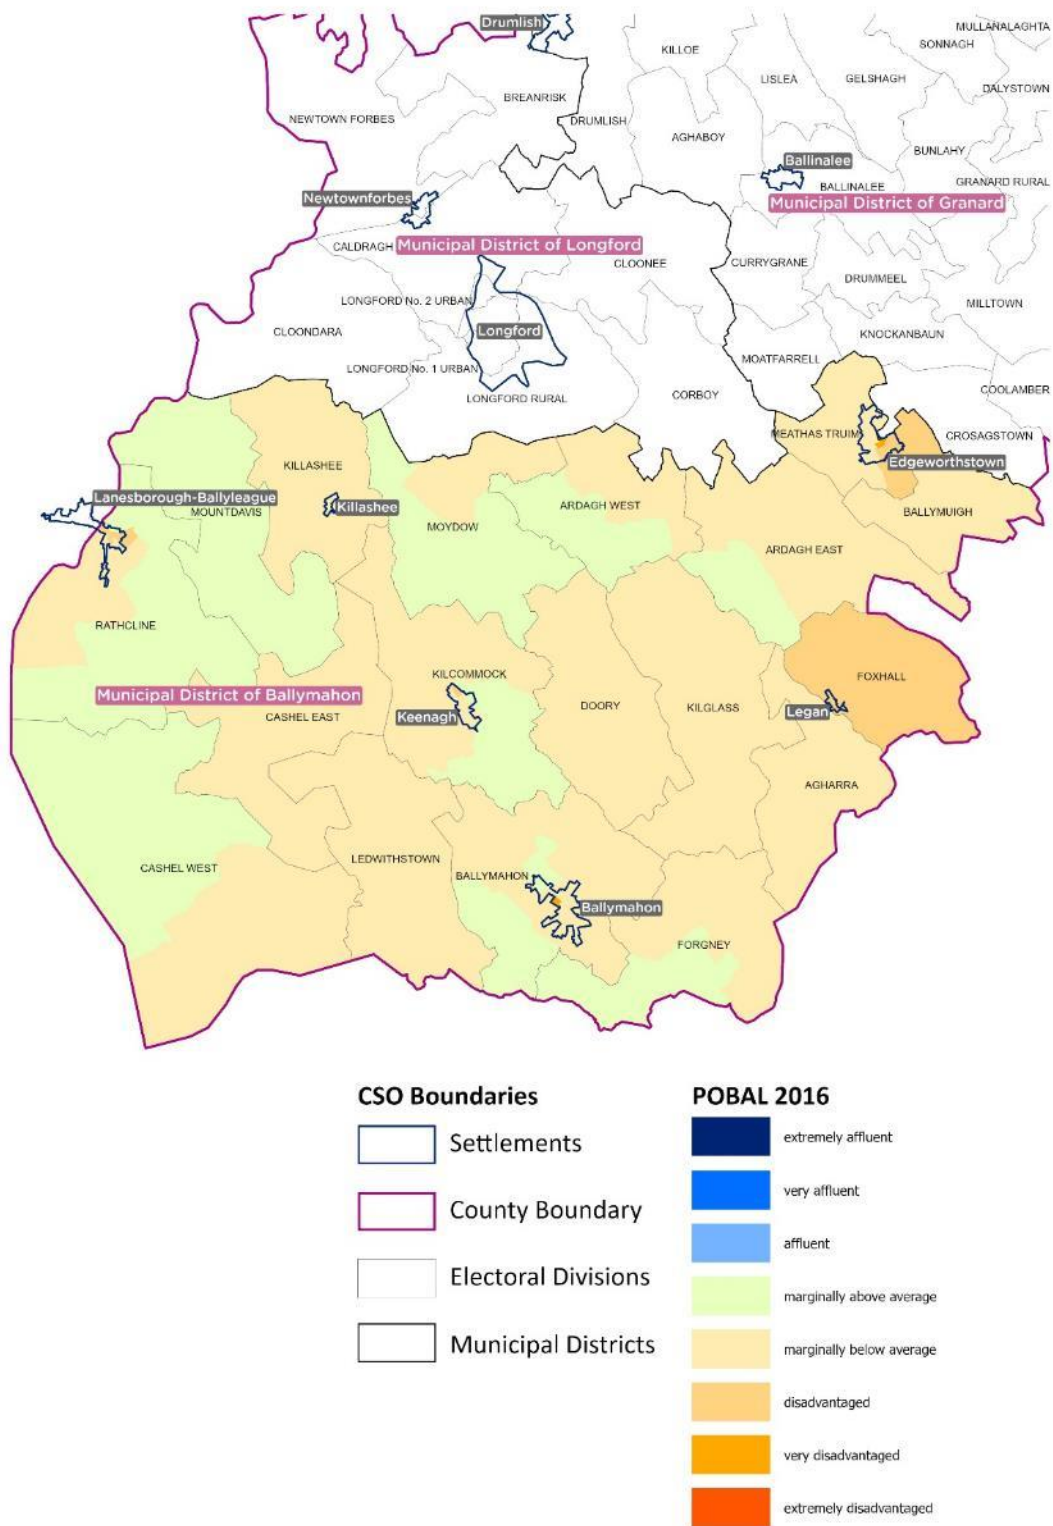 Drumlish
MULLANALAGHTA
KILLOE
SONNAGH
LISLEA
GELSHAGH
DALYSTOWN
BREANRISK
NEWTOWN FORBES
DRUMLISH
AGHABOY
BUNLAHY
Ballinalee
BALLINALEE
GRANARD RURAL
Newtownforbes
Municipal District of Granard
CALDRAGH
Municipal District of Longford
CLOONEE
CURRYGRANE
DRUMMEEL
LONGFORD No. 2 URBAN
MILLTOWN
CLOONDARA
Longford
KNOCKANBAUN
MOATFARRELL
LONGFORD No. 1 URBAN
LONGFORD RURAL
CORBOY
COOLAMBER
MEATHAS TRUIM
CROSAGSTOWN
Edgeworthstown
KILLASHEE
Lanesborough-Ballyleague
MOUNTDAVIS
Killashee
ARDAGH WEST
BALLYMUIGH
MOYDOW
ARDAGH EAST
RATHCLINE
KILCOMMOCK
FOXHALL
Municipal District of Ballymahon
CASHEL EAST
Keenagh
DOORY
KILGLASS
Legan
AGHARRA
LEDWITHSTOWN
CASHEL WEST
BALLYMAHON
Ballymahon
FORGNEY
CSO Boundaries
Settlements
County Boundary
Electoral Divisions
Municipal Districts
POBAL 2016
extremely affluent
very affluent
affluent
marginally above average
marginally below average
disadvantaged
very disadvantaged
extremely disadvantaged